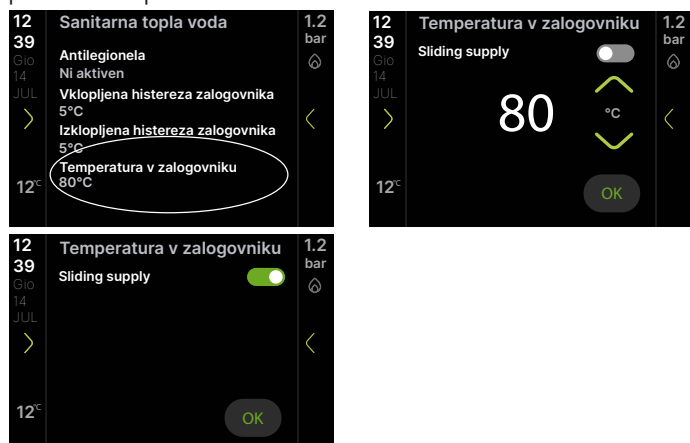 12
39
Gio
14
JUL
12°C
Sanitarna topla voda
Antilegionela
Ni aktiven
Vklopljena histereza zalogovnika
5°C
Izklopljena histereza zalogovnika
5°C
Temperatura v zalogovniku
80°C
1.2
bar
12
39
Gio
14
JUL
12°C
Temperatura v zalogovniku
Sliding supply
80
°C
OK
1.2
bar
12
39
Gio
14
JUL
12°C
Temperatura v zalogovniku
Sliding supply
OK
1.2
bar